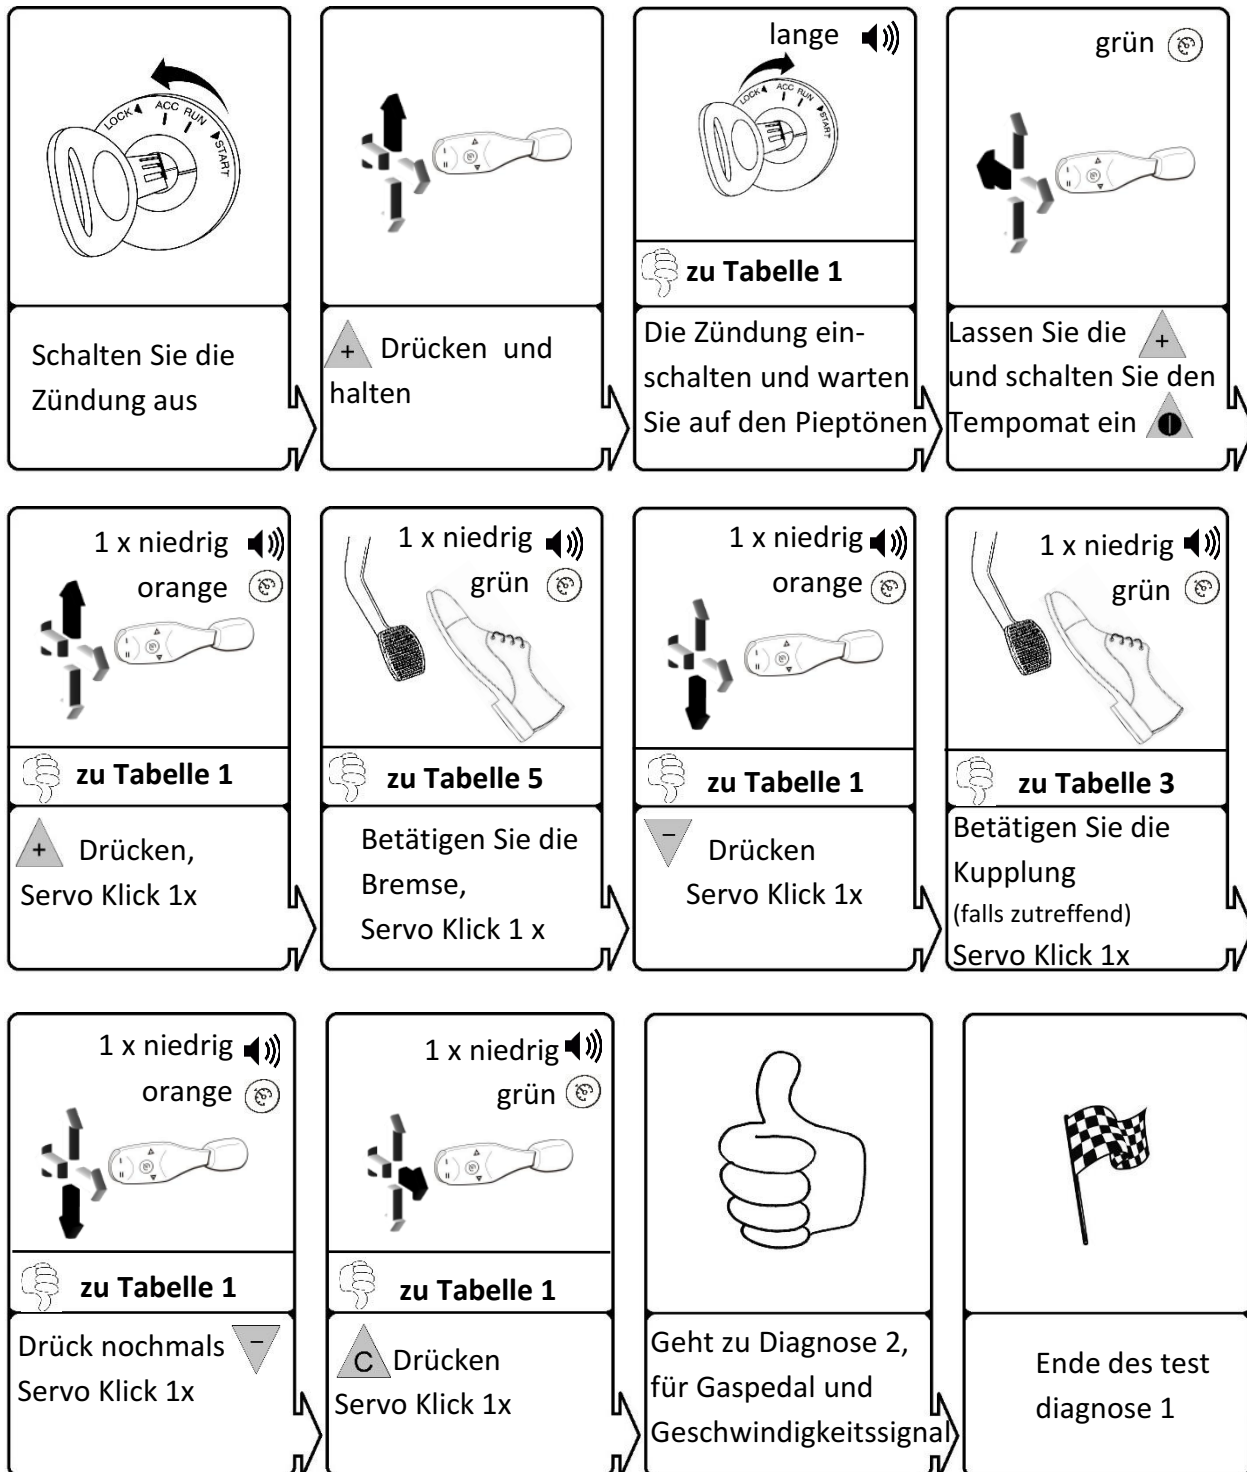 LOCK ACC RUN START
Schalten Sie die
Zündung aus
+ Drücken und
halten
lange
LOCK ACC RUN START
zu Tabelle 1
Die Zündung ein-
schalten und warten
Sie auf den Pieptönen
grün
Lassen Sie die +
und schalten Sie den
Tempomat ein
1 x niedrig
orange
zu Tabelle 1
+ Drücken,
Servo Klick 1x
1 x niedrig
grün
zu Tabelle 5
Betätigen Sie die
Bremse,
Servo Klick 1 x
1 x niedrig
orange
zu Tabelle 1
− Drücken
Servo Klick 1x
1 x niedrig
grün
zu Tabelle 3
Betätigen Sie die
Kupplung
(falls zutreffend)
Servo Klick 1x
1 x niedrig
orange
zu Tabelle 1
Drück nochmals −
Servo Klick 1x
1 x niedrig
grün
zu Tabelle 1
C Drücken
Servo Klick 1x
Geht zu Diagnose 2,
für Gaspedal und
Geschwindigkeitssignal
Ende des test
diagnose 1